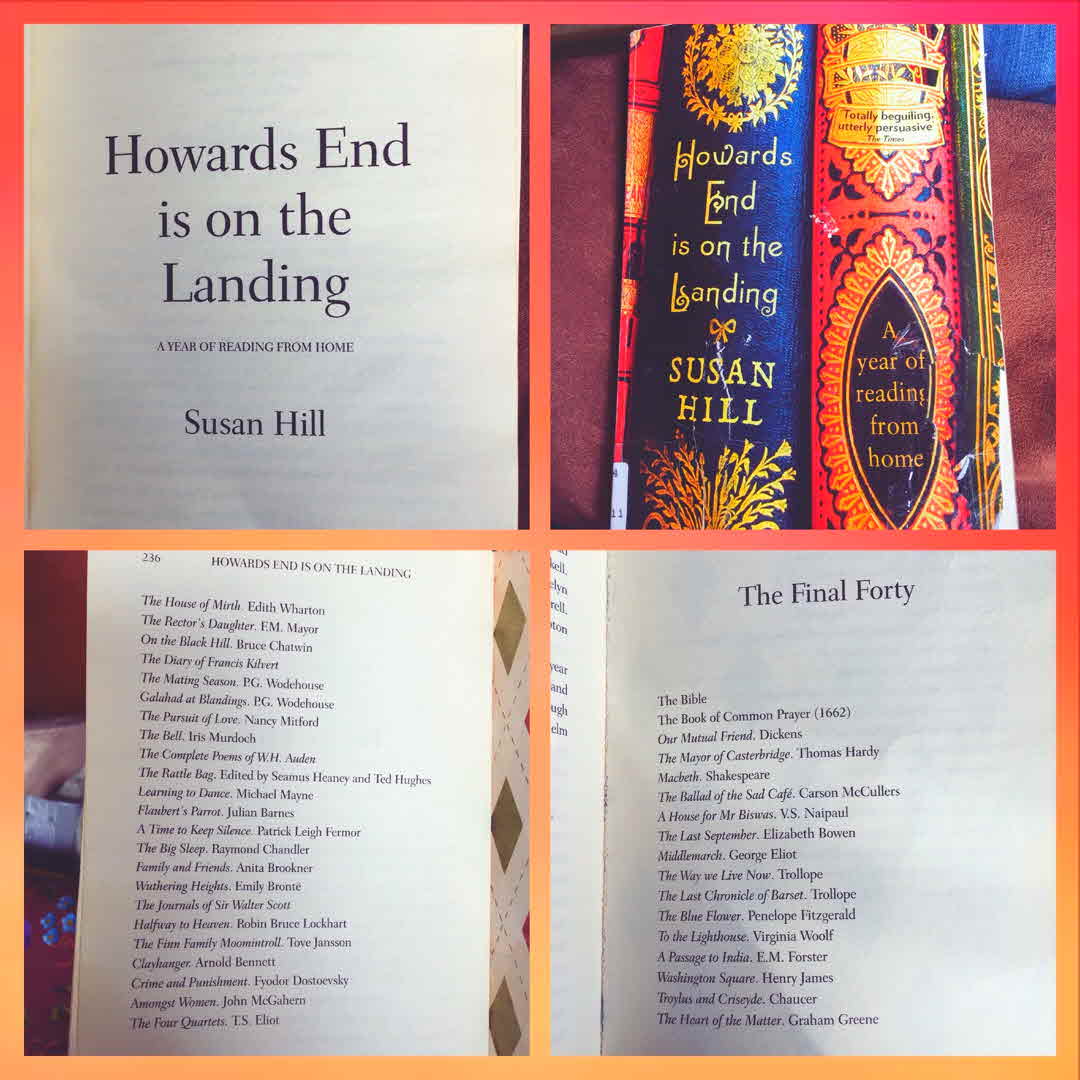 Howards End
is on the
Landing
A YEAR OF READING FROM HOME
Susan Hill
Howards
End
is on the
Landing
SUSAN
HILL
Totally beguiling,
utterly persuasive
The Times
A
year of
reading
from
home
11
236 HOWARDS END IS ON THE LANDING
The House of Mirth. Edith Wharton
The Rector's Daughter. F.M. Mayor
On the Black Hill. Bruce Chatwin
The Diary of Francis Kilvert
The Mating Season. P.G. Wodehouse
Galahad at Blandings. P.G. Wodehouse
The Pursuit of Love. Nancy Mitford
The Bell. Iris Murdoch
The Complete Poems of W.H. Auden
The Rattle Bag. Edited by Seamus Heaney and Ted Hughes
Learning to Dance. Michael Mayne
Flaubert's Parrot. Julian Barnes
A Time to Keep Silence. Patrick Leigh Fermor
The Big Sleep. Raymond Chandler
Family and Friends. Anita Brookner
Wuthering Heights. Emily Brontë
The Journals of Sir Walter Scott
Halfway to Heaven. Robin Bruce Lockhart
The Finn Family Moomintroll. Tove Jansson
Clayhanger. Arnold Bennett
Crime and Punishment. Fyodor Dostoevsky
Amongst Women. John McGahern
The Four Quartets. T.S. Eliot
kell.
elyn
rell.
pton
year
and
ugh
elm
The Final Forty
The Bible
The Book of Common Prayer (1662)
Our Mutual Friend. Dickens
The Mayor of Casterbridge. Thomas Hardy
Macbeth. Shakespeare
The Ballad of the Sad Café. Carson McCullers
A House for Mr Biswas. V.S. Naipaul
The Last September. Elizabeth Bowen
Middlemarch. George Eliot
The Way we Live Now. Trollope
The Last Chronicle of Barset. Trollope
The Blue Flower. Penelope Fitzgerald
To the Lighthouse. Virginia Woolf
A Passage to India. E.M. Forster
Washington Square. Henry James
Troylus and Criseyde. Chaucer
The Heart of the Matter. Graham Greene